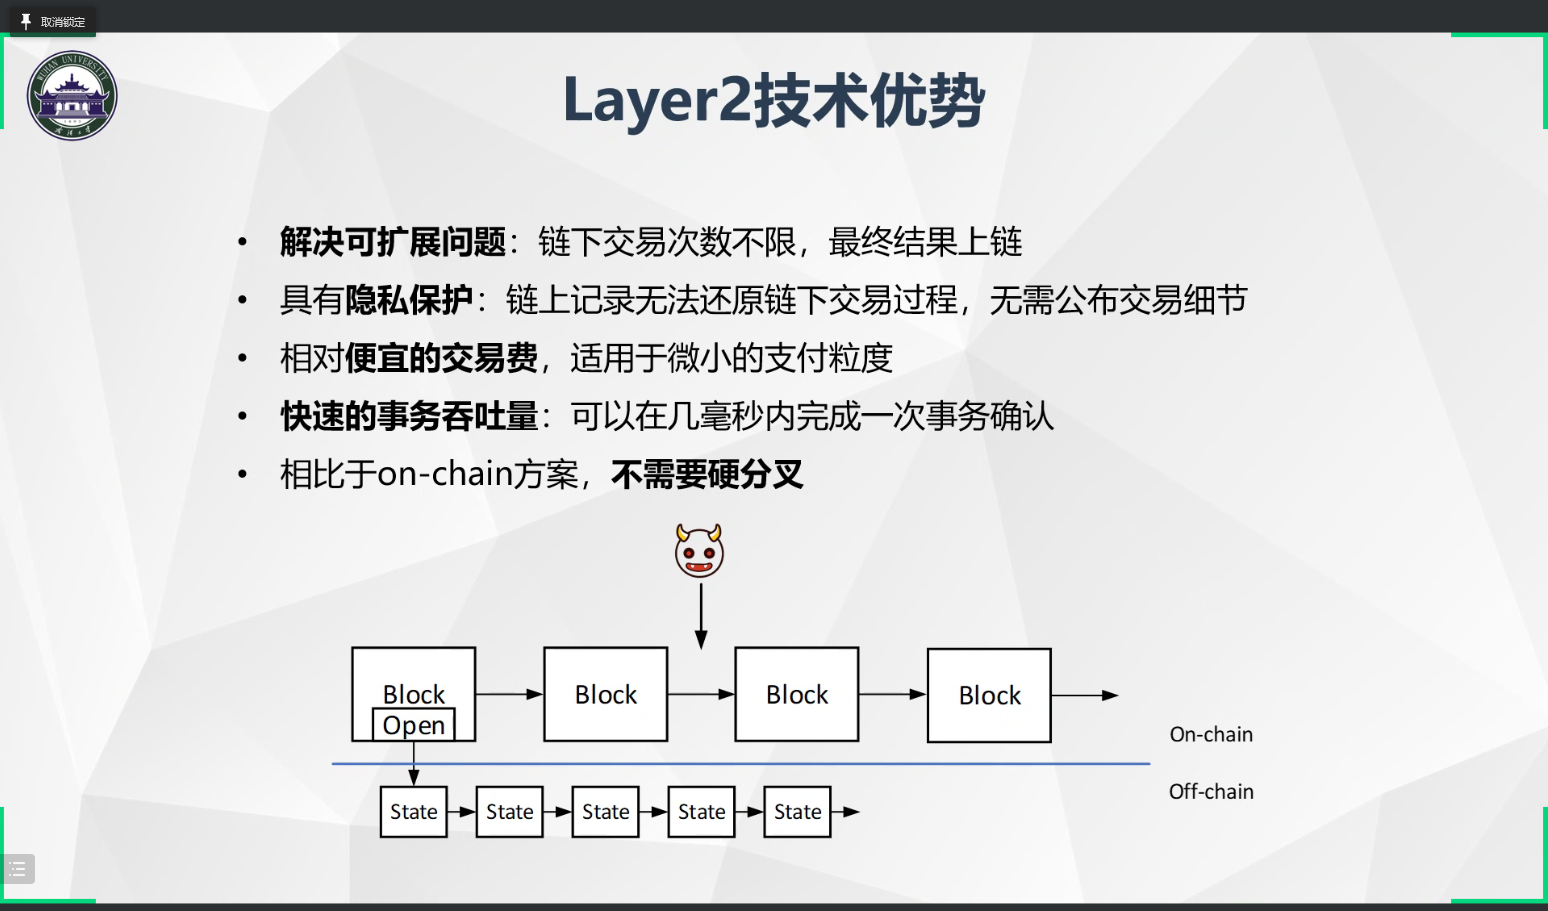 取消锁定
WUHAN UNIVERSITY
Layer2技术优势
• 解决可扩展问题：链下交易次数不限，最终结果上链
• 具有隐私保护：链上记录无法还原链下交易过程，无需公布交易细节
• 相对便宜的交易费，适用于微小的支付粒度
• 快速的事务吞吐量：可以在几毫秒内完成一次事务确认
• 相比于on-chain方案，不需要硬分叉
Block
Open
Block
Block
Block
On-chain
Off-chain
State
State
State
State
State